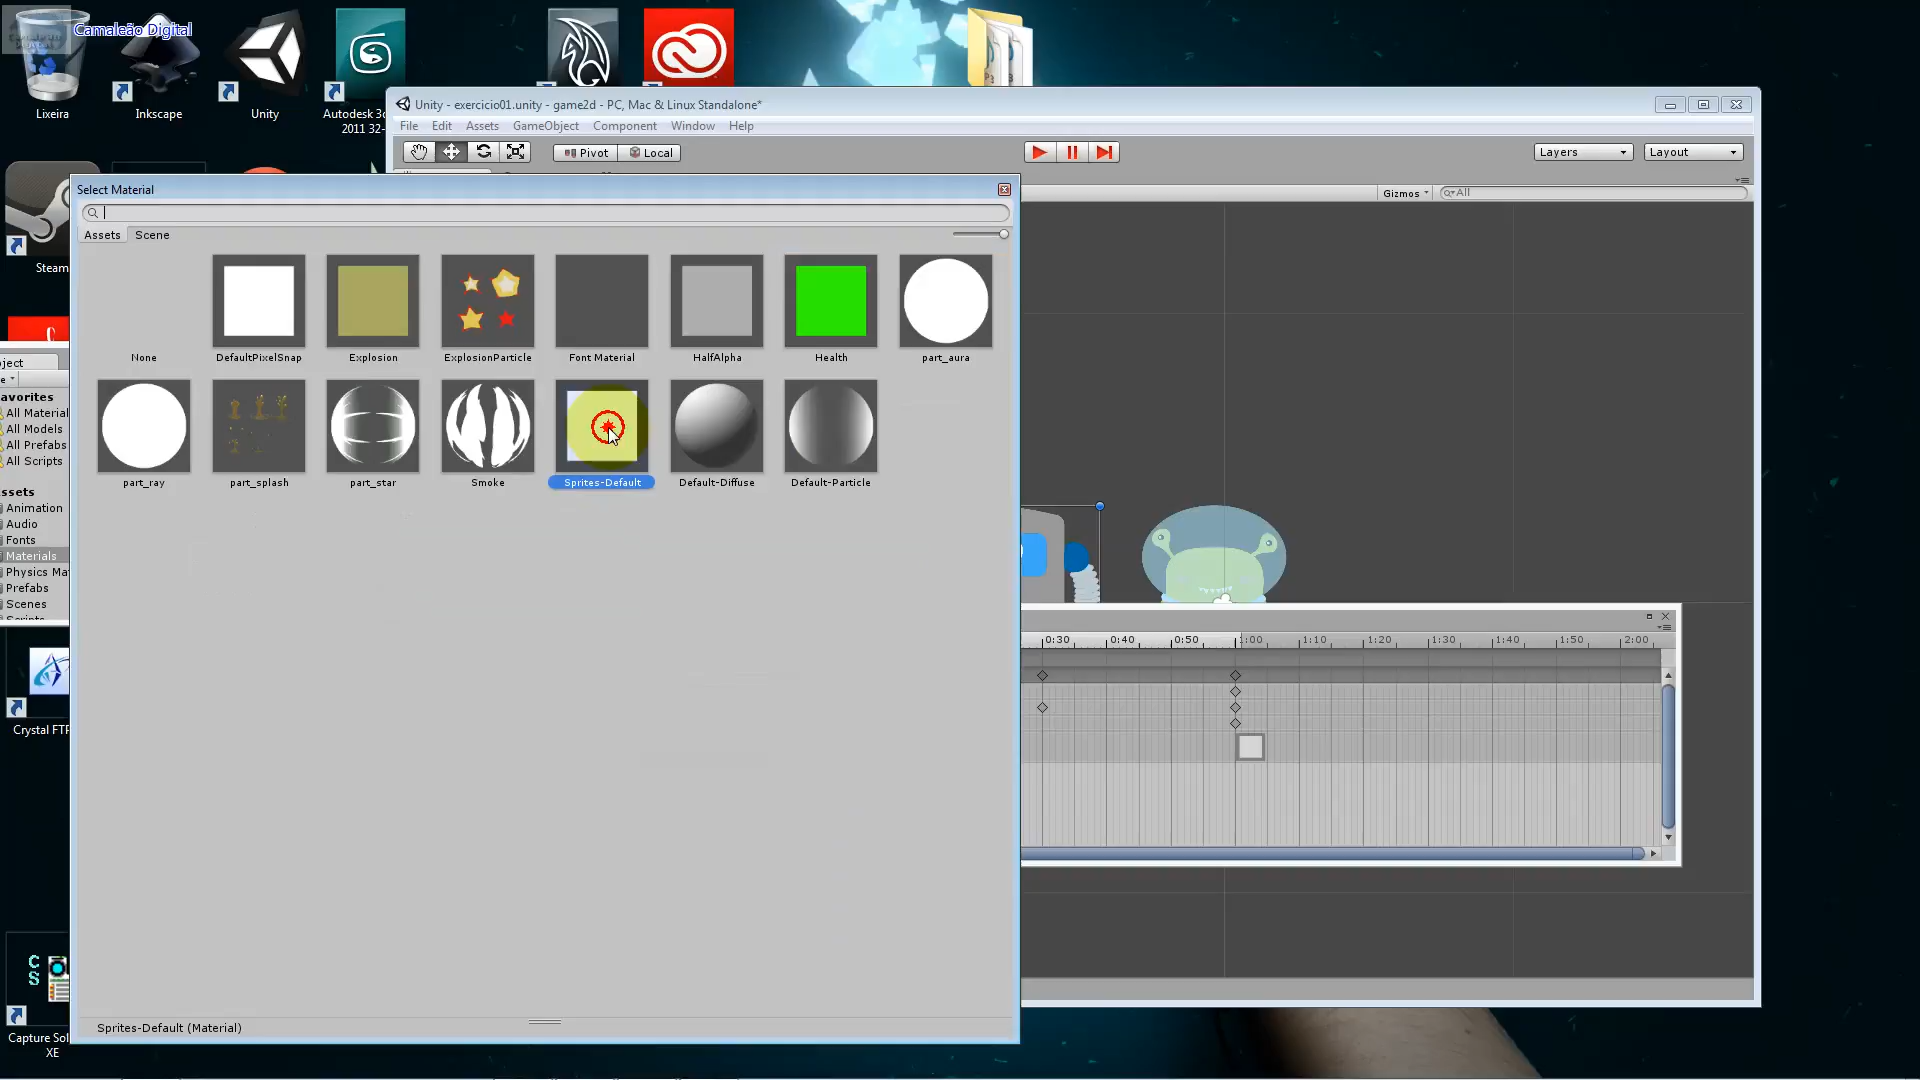 Camaleão Digital
Lixeira
Inkscape
Unity
Autodesk 3d
2011 32-
Unity - exercicio01.unity - game2d - PC, Mac & Linux Standalone*
File Edit Assets GameObject Component Window Help
Pivot Local
Layers Layout
Gizmos All
Steam
Select Material
Assets Scene
None DefaultPixelSnap Explosion ExplosionParticle Font Material HalfAlpha Health part_aura
part_ray part_splash part_star Smoke Sprites-Default Default-Diffuse Default-Particle
Sprites-Default (Material)
oject
e
avorites
All Material
All Models
All Prefabs
All Scripts
ssets
Animation
Audio
Fonts
Materials
Physics Mat
Prefabs
Scenes
0:30 0:40 0:50 1:00 1:10 1:20 1:30 1:40 1:50 2:00
Crystal FTP
C
S
Capture Sol
XE